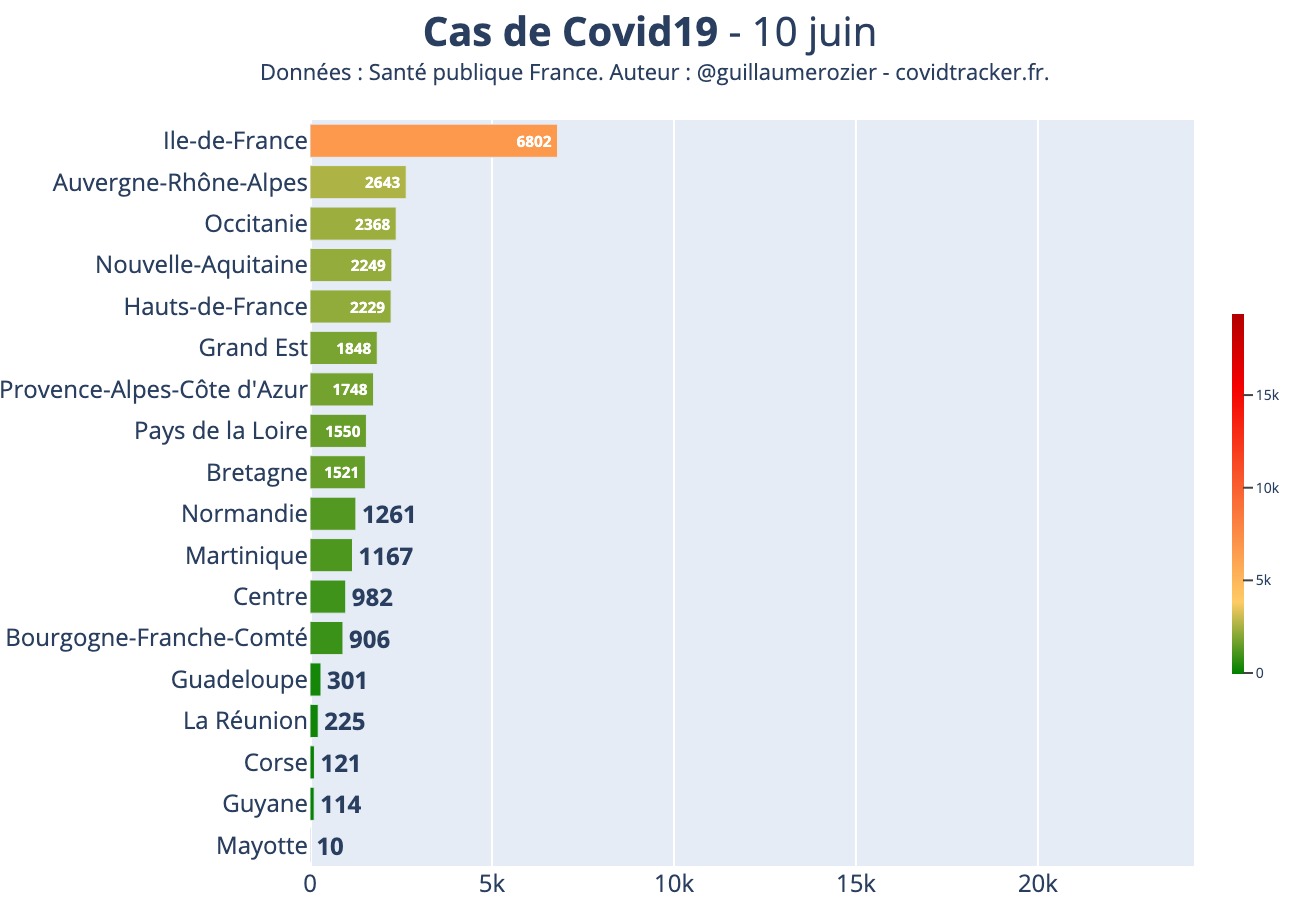 Cas de Covid19 - 10 juin
Données : Santé publique France. Auteur : @guillaumerozier - covidtracker.fr.
Ile-de-France 6802
Auvergne-Rhône-Alpes 2643
Occitanie 2368
Nouvelle-Aquitaine 2249
Hauts-de-France 2229
Grand Est 1848
Provence-Alpes-Côte d'Azur 1748
Pays de la Loire 1550
Bretagne 1521
Normandie 1261
Martinique 1167
Centre 982
Bourgogne-Franche-Comté 906
Guadeloupe 301
La Réunion 225
Corse 121
Guyane 114
Mayotte 10
0 5k 10k 15k 20k
15k
10k
5k
0